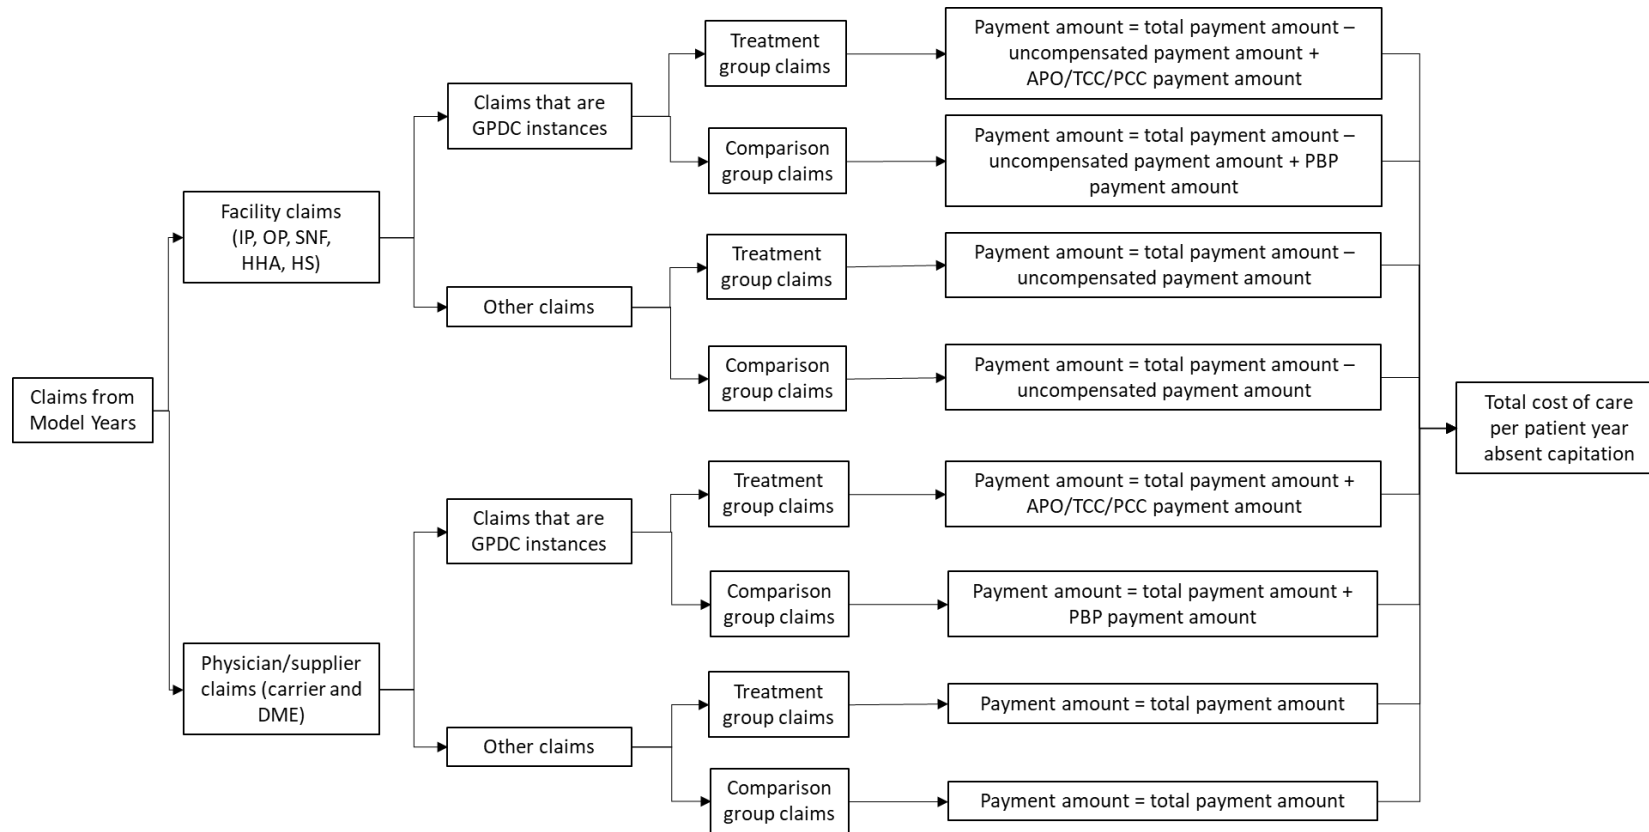 Claims from
Model Years
Facility claims
(IP, OP, SNF,
HHA, HS)
Physician/supplier
claims (carrier and
DME)
Claims that are
GPDC instances
Other claims
Claims that are
GPDC instances
Other claims
Treatment
group claims
Comparison
group claims
Treatment
group claims
Comparison
group claims
Treatment
group claims
Comparison
group claims
Treatment
group claims
Comparison
group claims
Payment amount = total payment amount –
uncompensated payment amount +
APO/TCC/PCC payment amount
Payment amount = total payment amount –
uncompensated payment amount + PBP
payment amount
Payment amount = total payment amount –
uncompensated payment amount
Payment amount = total payment amount –
uncompensated payment amount
Payment amount = total payment amount +
APO/TCC/PCC payment amount
Payment amount = total payment amount +
PBP payment amount
Payment amount = total payment amount
Payment amount = total payment amount
Total cost of care
per patient year
absent capitation